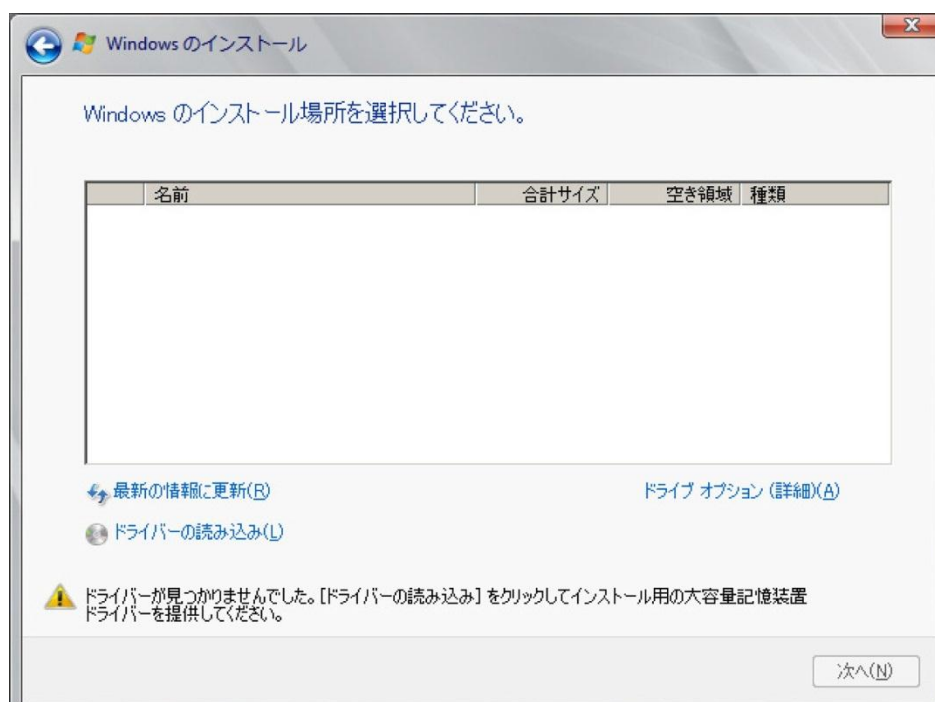 Windows のインストール
Windows のインストール場所を選択してください。
名前 合計サイズ 空き領域 種類
最新の情報に更新(R)
ドライブ オプション (詳細)(A)
ドライバーの読み込み(L)
ドライバーが見つかりませんでした。[ドライバーの読み込み] をクリックしてインストール用の大容量記憶装置
ドライバーを提供してください。
次へ(N)